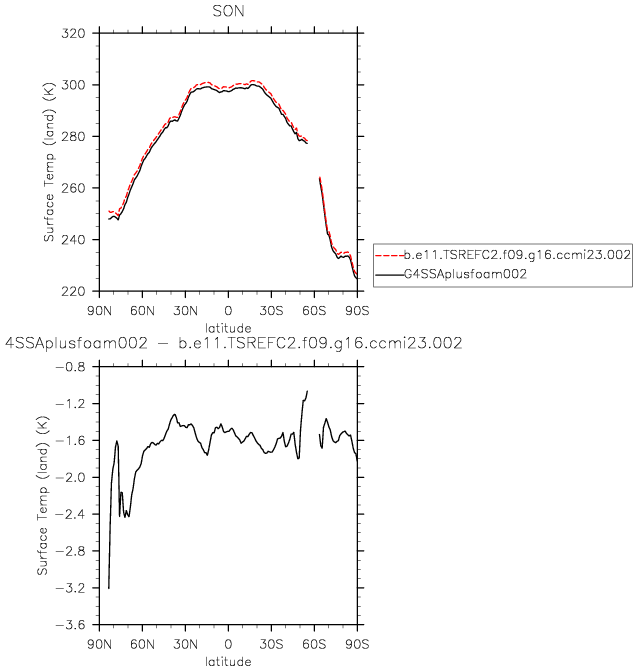 SON
320
300
280
260
240
220
Surface Temp (land) (K)
90N 60N 30N 0 30S 60S 90S
latitude
b.e11.TSREFC2.f09.g16.ccmi23.002
G4SSAplusfoam002
4SSAplusfoam002 − b.e11.TSREFC2.f09.g16.ccmi23.002
−0.8
−1.2
−1.6
−2.0
−2.4
−2.8
−3.2
−3.6
Surface Temp (land) (K)
90N 60N 30N 0 30S 60S 90S
latitude